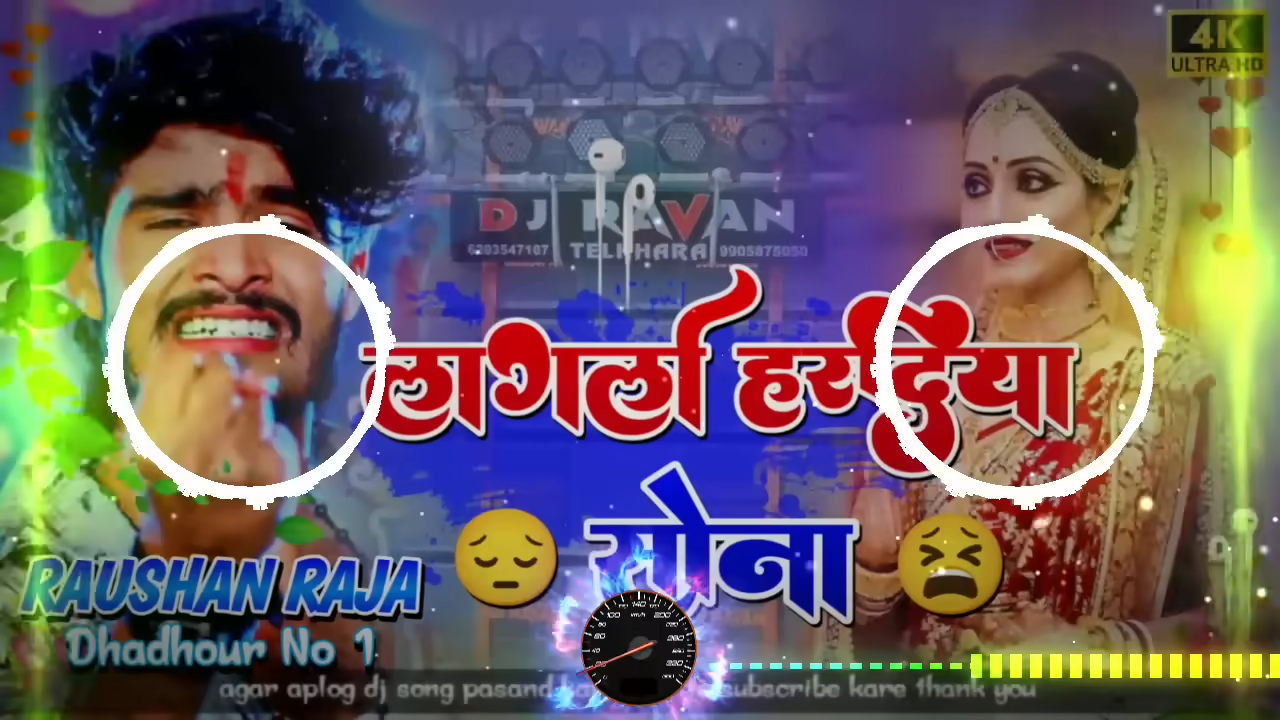 4K
ULTRA HD
DJ RAVAN
6203547107 TELKHARA 9905875050
लागली हरदिया
सोना
RAUSHAN RAJA
Dhadhour No 1
agar aplog dj song pasand subscribe kare thank you